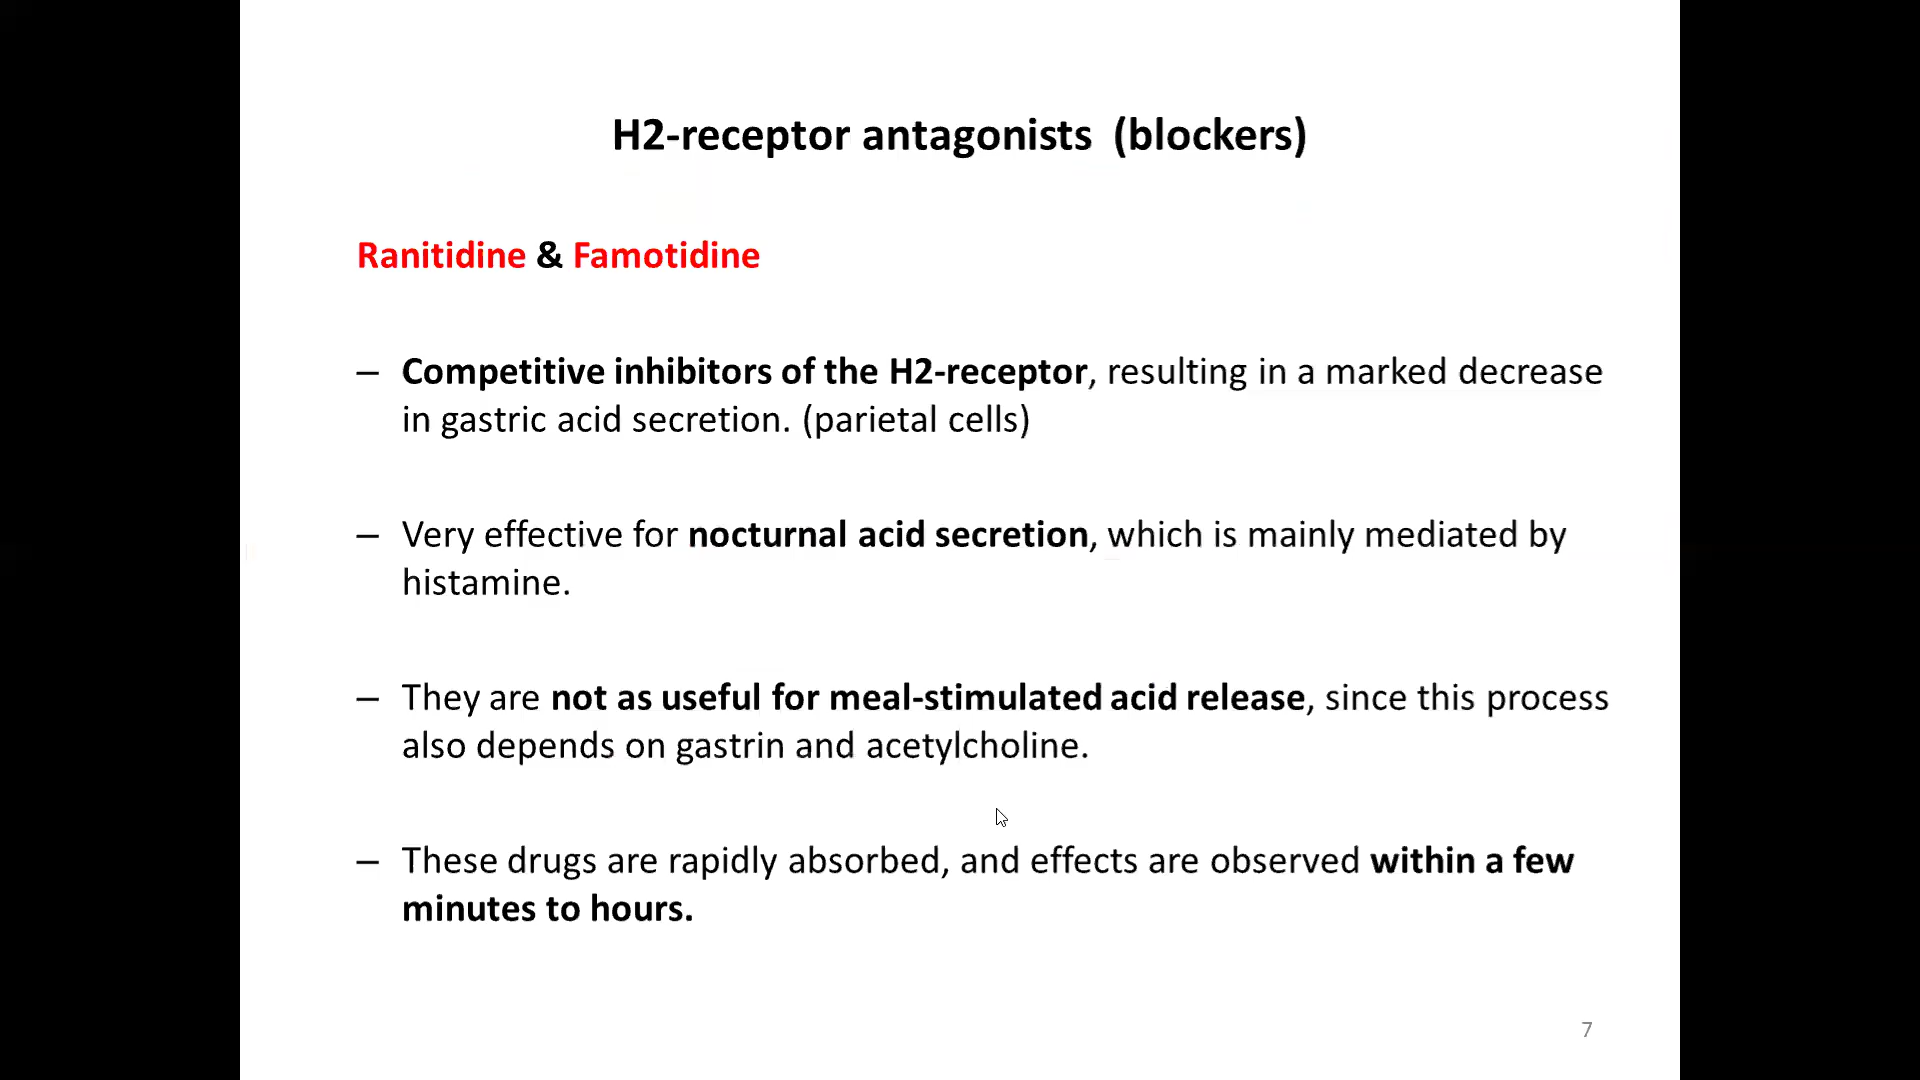 H2-receptor antagonists (blockers)
Ranitidine & Famotidine
– Competitive inhibitors of the H2-receptor, resulting in a marked decrease
in gastric acid secretion. (parietal cells)
– Very effective for nocturnal acid secretion, which is mainly mediated by
histamine.
– They are not as useful for meal-stimulated acid release, since this process
also depends on gastrin and acetylcholine.
– These drugs are rapidly absorbed, and effects are observed within a few
minutes to hours.
7